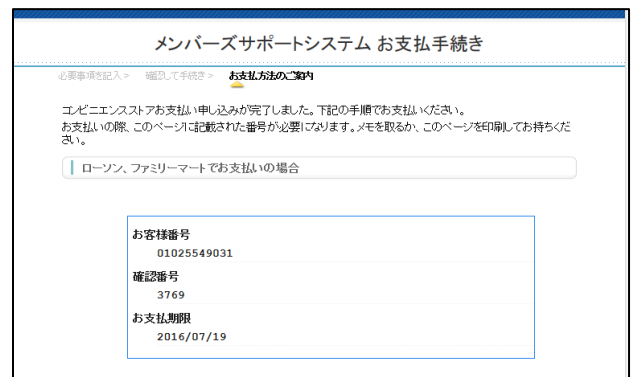 メンバーズサポートシステム お支払手続き
必要事項を記入 > 確認して手続き > お支払方法のご案内
コンビニエンスストアお支払い申し込みが完了しました。下記の手順でお支払いください。
お支払いの際、このページに記載された番号が必要になります。メモを取るか、このページを印刷してお持ちくだ
さい。
ローソン、ファミリーマートでお支払いの場合
お客様番号
01025549031
確認番号
3769
お支払期限
2016/07/19